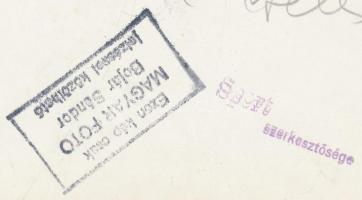 Ezen kép csak
MAGYAR FOTO
Bojár Sándor
jelzéssel közölhető
szerkesztősége